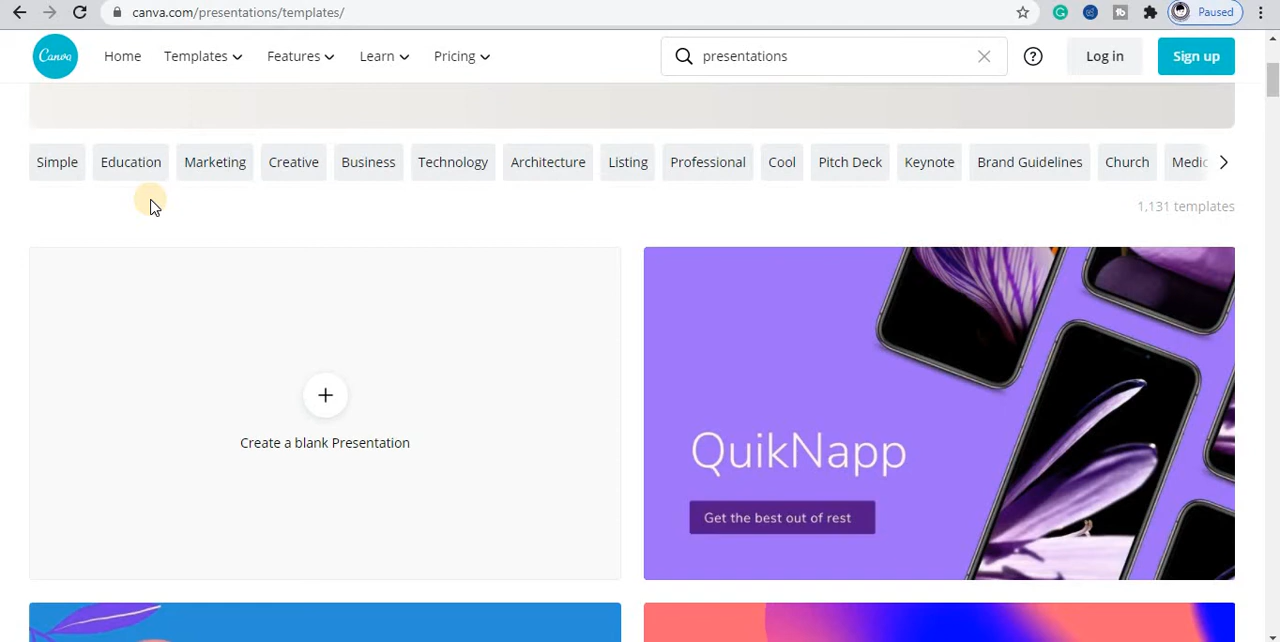 canva.com/presentations/templates/
Paused
Canva
Home
Templates
Features
Learn
Pricing
presentations
Log in
Sign up
Simple
Education
Marketing
Creative
Business
Technology
Architecture
Listing
Professional
Cool
Pitch Deck
Keynote
Brand Guidelines
Church
Medic
1,131 templates
Create a blank Presentation
QuikNapp
Get the best out of rest